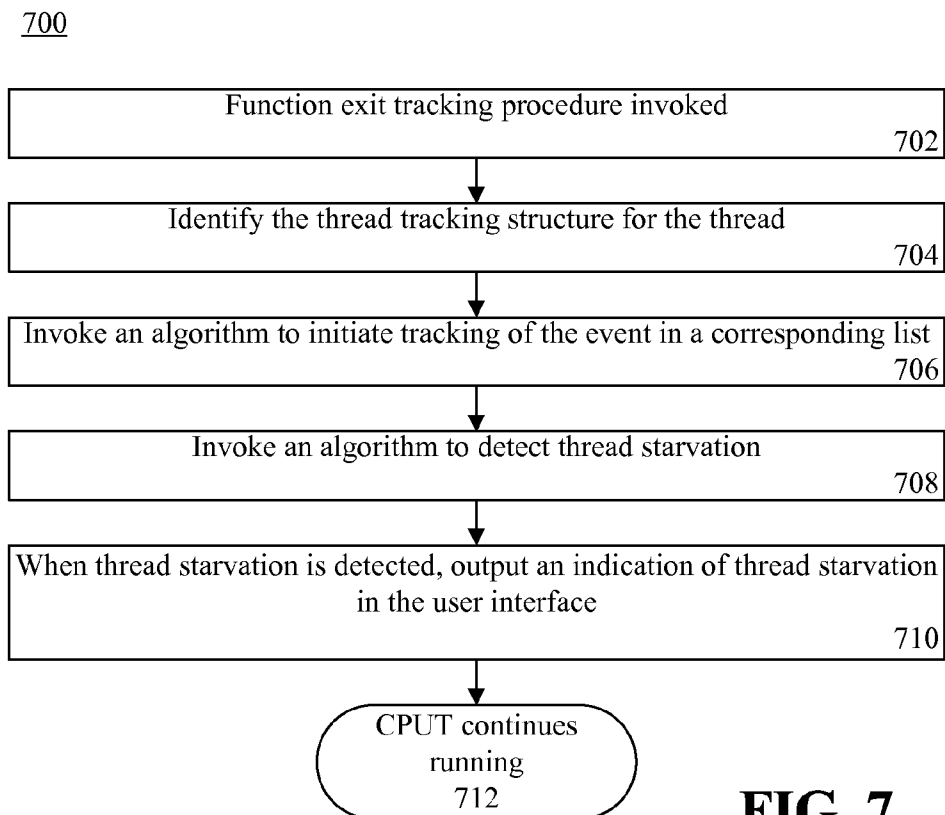 700
Function exit tracking procedure invoked
702
Identify the thread tracking structure for the thread
704
Invoke an algorithm to initiate tracking of the event in a corresponding list
706
Invoke an algorithm to detect thread starvation
708
When thread starvation is detected, output an indication of thread starvation
in the user interface
710
CPUT continues
running
712
FIG. 7